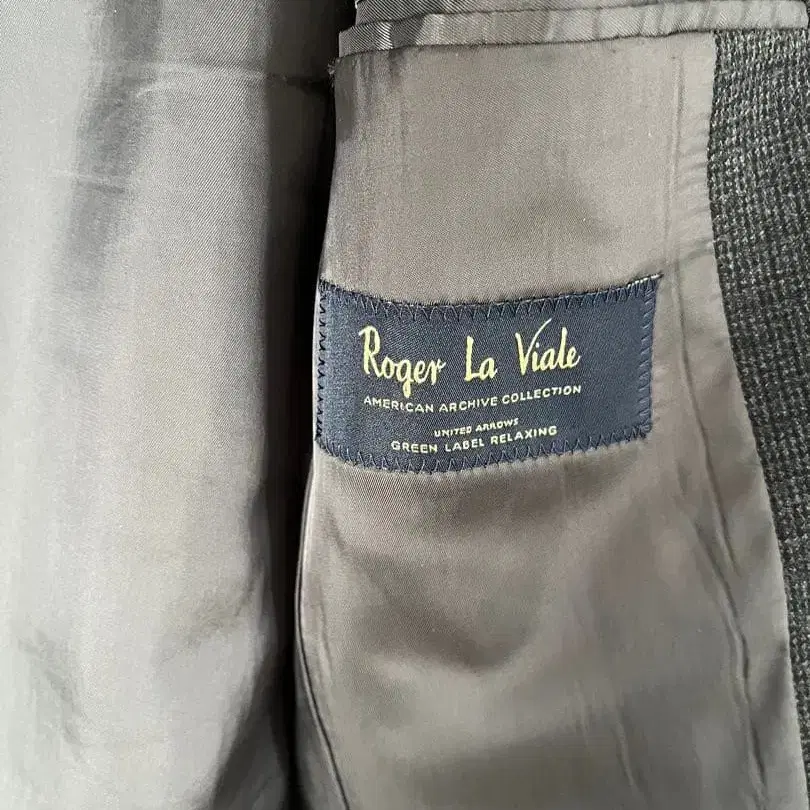 Roger La Viale
AMERICAN ARCHIVE COLLECTION
UNITED ARROWS
GREEN LABEL RELAXING